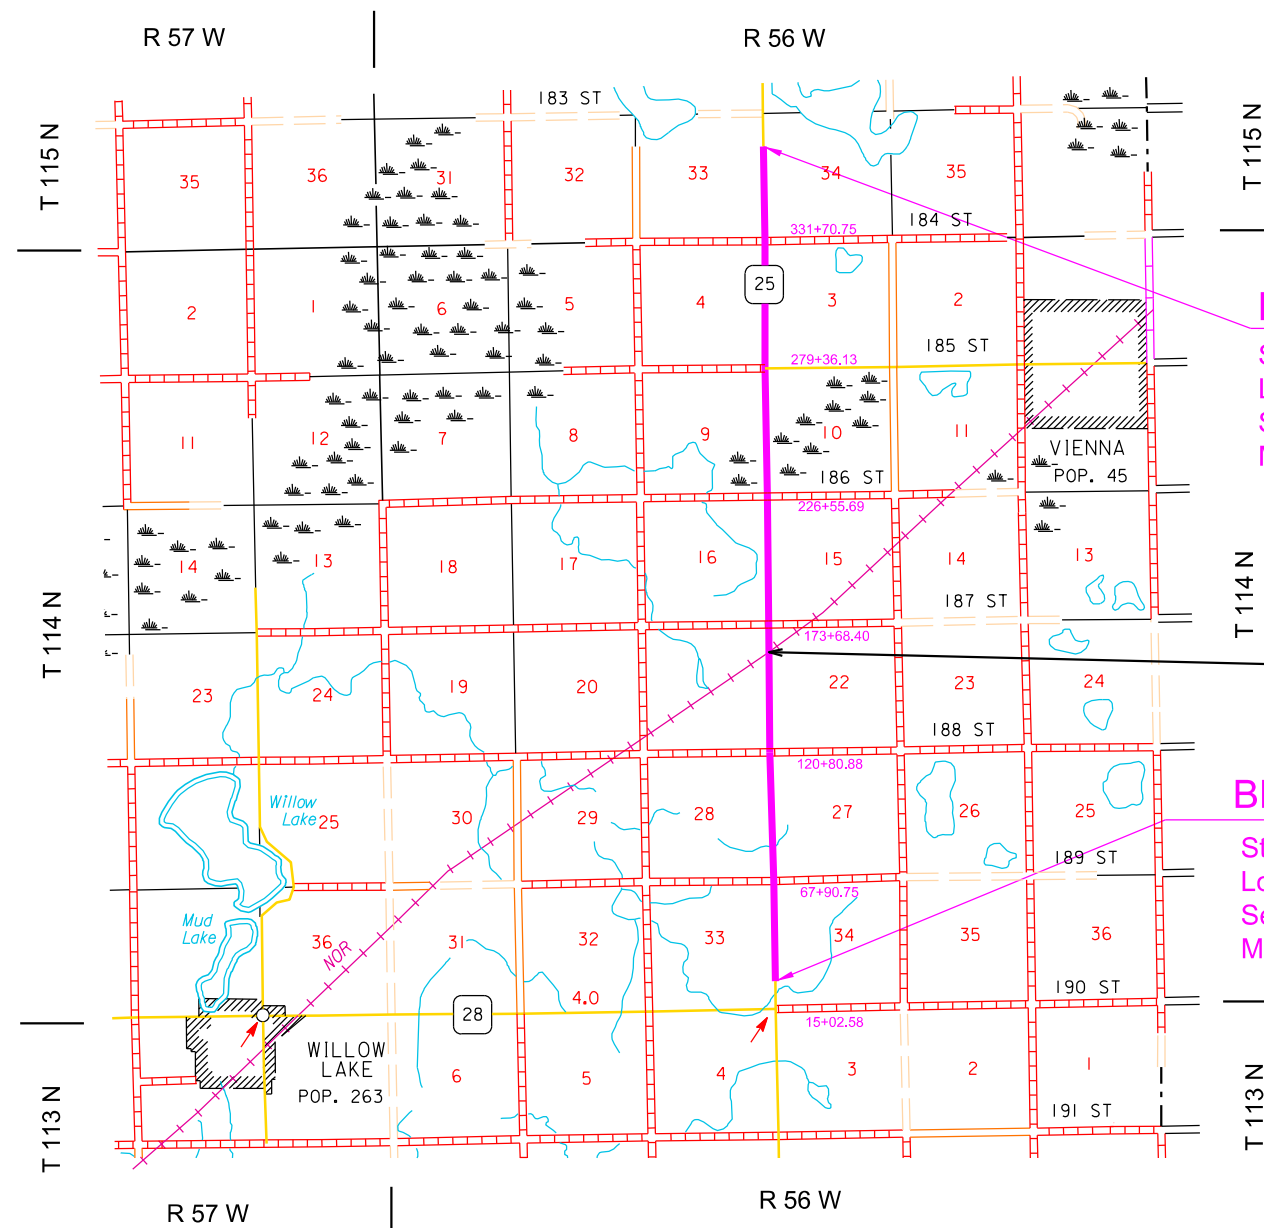 R 57 W
R 56 W
183 ST
T 115 N
T 115 N
35
36
31
32
33
34
35
184 ST
331+70.75
25
2
1
6
5
4
3
2
185 ST
279+36.13
11
12
7
8
9
10
11
VIENNA
POP. 45
186 ST
226+55.69
14
13
18
17
16
15
14
13
187 ST
T 114 N
T 114 N
173+68.40
23
24
19
20
22
23
24
188 ST
120+80.88
Willow
Lake
25
30
29
28
27
26
25
189 ST
67+90.75
Mud
Lake
36
NOR
31
32
33
34
35
36
190 ST
4.0
28
15+02.58
WILLOW
LAKE
POP. 263
6
5
4
3
2
1
191 ST
T 113 N
T 113 N
R 57 W
R 56 W